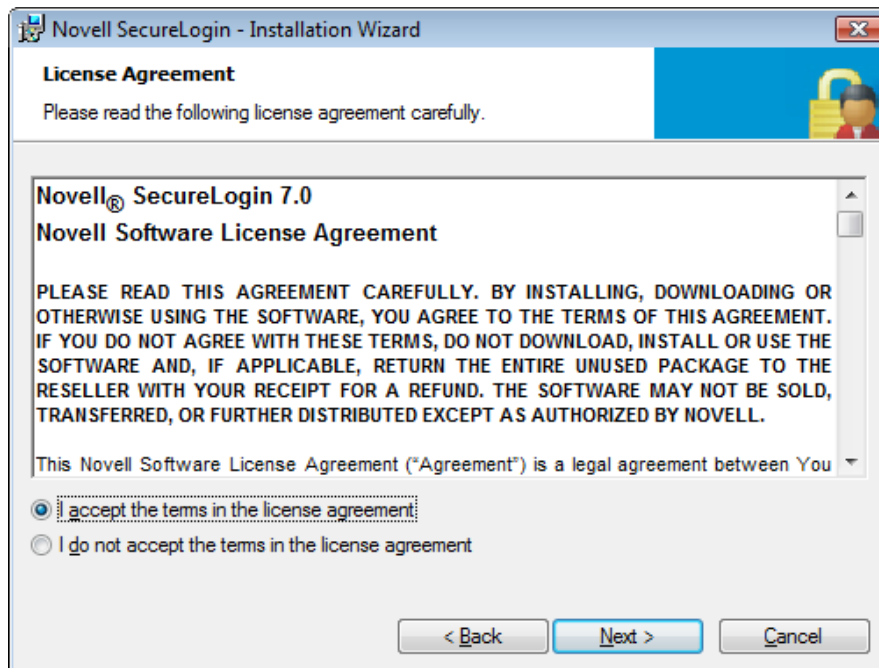 Novell SecureLogin - Installation Wizard
License Agreement
Please read the following license agreement carefully.
Novell® SecureLogin 7.0
Novell Software License Agreement
PLEASE READ THIS AGREEMENT CAREFULLY. BY INSTALLING, DOWNLOADING OR
OTHERWISE USING THE SOFTWARE, YOU AGREE TO THE TERMS OF THIS AGREEMENT.
IF YOU DO NOT AGREE WITH THESE TERMS, DO NOT DOWNLOAD, INSTALL OR USE THE
SOFTWARE AND, IF APPLICABLE, RETURN THE ENTIRE UNUSED PACKAGE TO THE
RESELLER WITH YOUR RECEIPT FOR A REFUND. THE SOFTWARE MAY NOT BE SOLD,
TRANSFERRED, OR FURTHER DISTRIBUTED EXCEPT AS AUTHORIZED BY NOVELL.
This Novell Software License Agreement (“Agreement”) is a legal agreement between You
I accept the terms in the license agreement
I do not accept the terms in the license agreement
< Back Next > Cancel